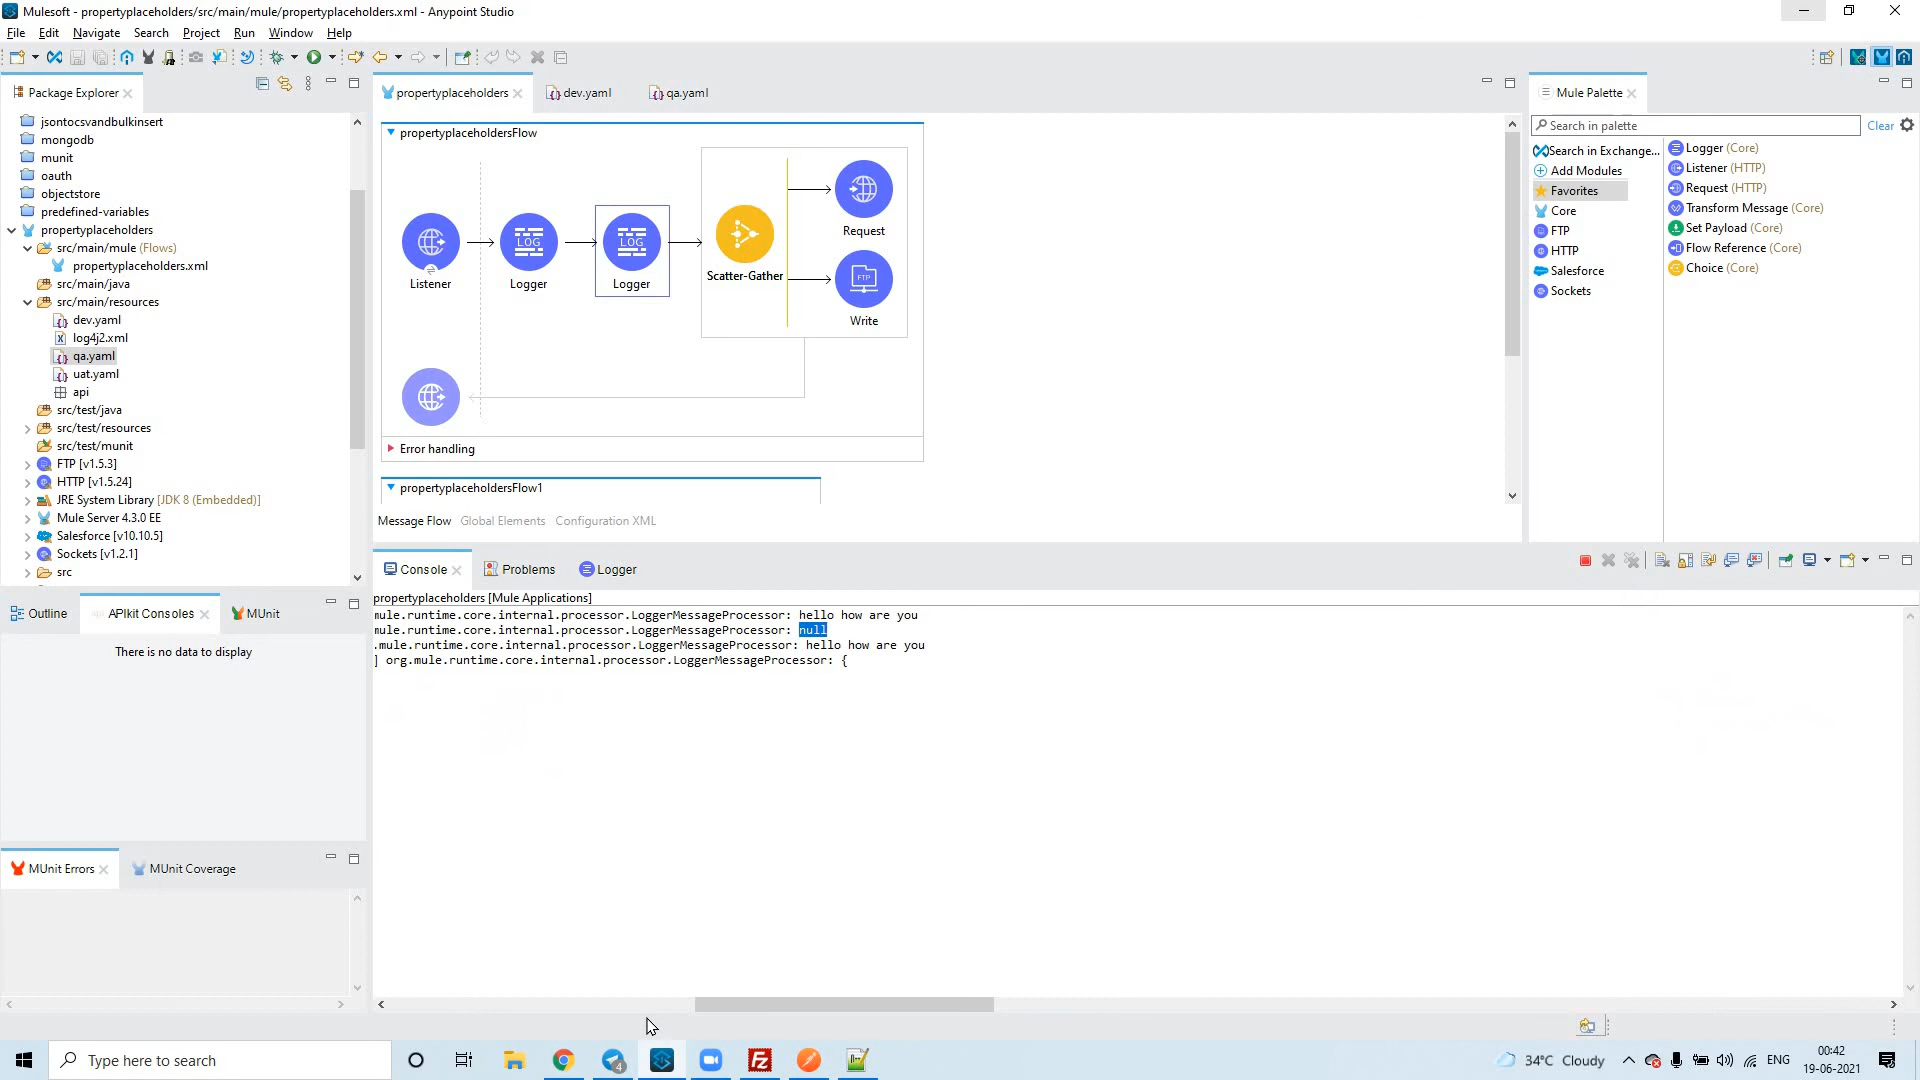 Mulesoft - propertyplaceholders/src/main/mule/propertyplaceholders.xml - Anypoint Studio
File Edit Navigate Search Project Run Window Help
Package Explorer
jsontocsvandbulkinsert
mongodb
munit
oauth
objectstore
predefined-variables
propertyplaceholders
src/main/mule (Flows)
propertyplaceholders.xml
src/main/java
src/main/resources
dev.yaml
log4j2.xml
qa.yaml
uat.yaml
api
src/test/java
src/test/resources
src/test/munit
FTP [v1.5.3]
HTTP [v1.5.24]
JRE System Library [JDK 8 (Embedded)]
Mule Server 4.3.0 EE
Salesforce [v10.10.5]
Sockets [v1.2.1]
src
Outline APIkit Consoles MUnit
There is no data to display
MUnit Errors MUnit Coverage
propertyplaceholders dev.yaml qa.yaml
propertyplaceholdersFlow
LOG
LOG
FTP
Listener
Logger
Logger
Scatter-Gather
Request
Write
Error handling
propertyplaceholdersFlow1
Message Flow Global Elements Configuration XML
Console Problems Logger
propertyplaceholders [Mule Applications]
mule.runtime.core.internal.processor.LoggerMessageProcessor: hello how are you
mule.runtime.core.internal.processor.LoggerMessageProcessor: null
.mule.runtime.core.internal.processor.LoggerMessageProcessor: hello how are you
] org.mule.runtime.core.internal.processor.LoggerMessageProcessor: {
Mule Palette
Search in palette Clear
Search in Exchange...
Add Modules
Favorites
Core
FTP
HTTP
Salesforce
Sockets
Logger (Core)
Listener (HTTP)
Request (HTTP)
Transform Message (Core)
Set Payload (Core)
Flow Reference (Core)
Choice (Core)
Type here to search
4
34°C Cloudy
ENG
00:42
19-06-2021